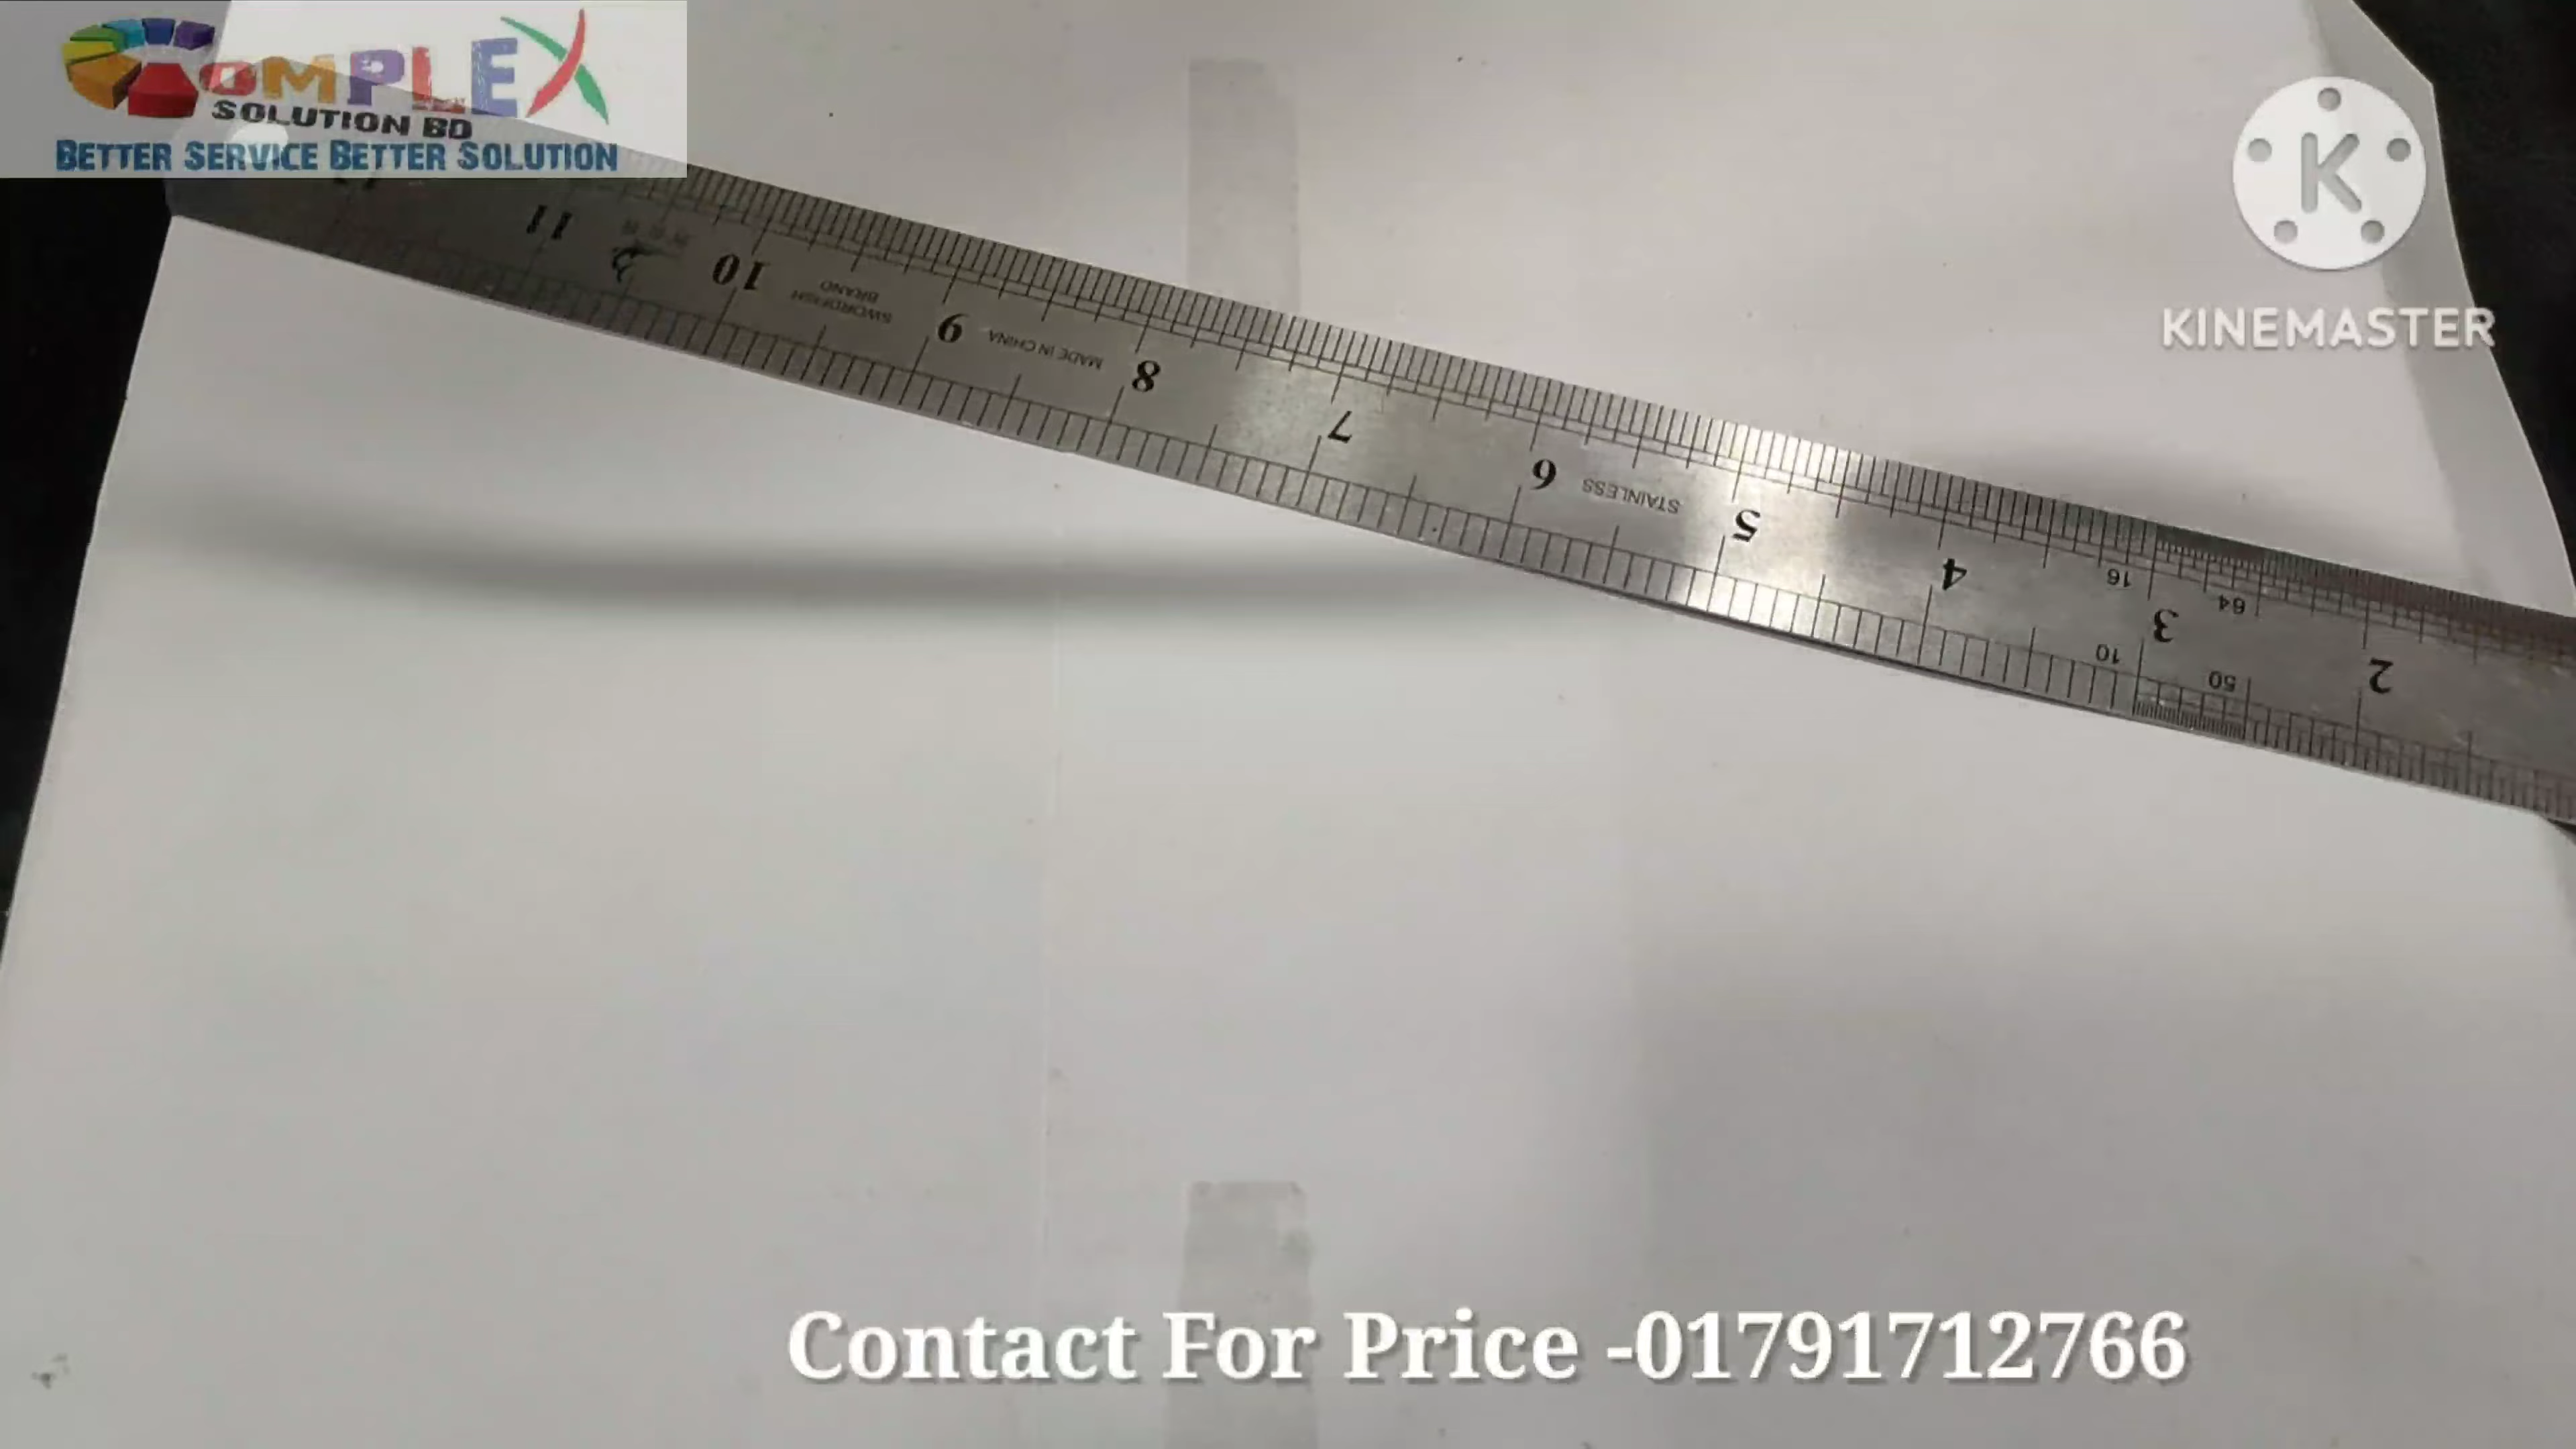 COMPLEX
SOLUTION BD
BETTER SERVICE BETTER SOLUTION
KINEMASTER
11
10
SWORDFISH
BRAND
9
MADE IN CHINA
8
7
6
STAINLESS
5
4
16
64
3
10
50
2
Contact For Price -01791712766